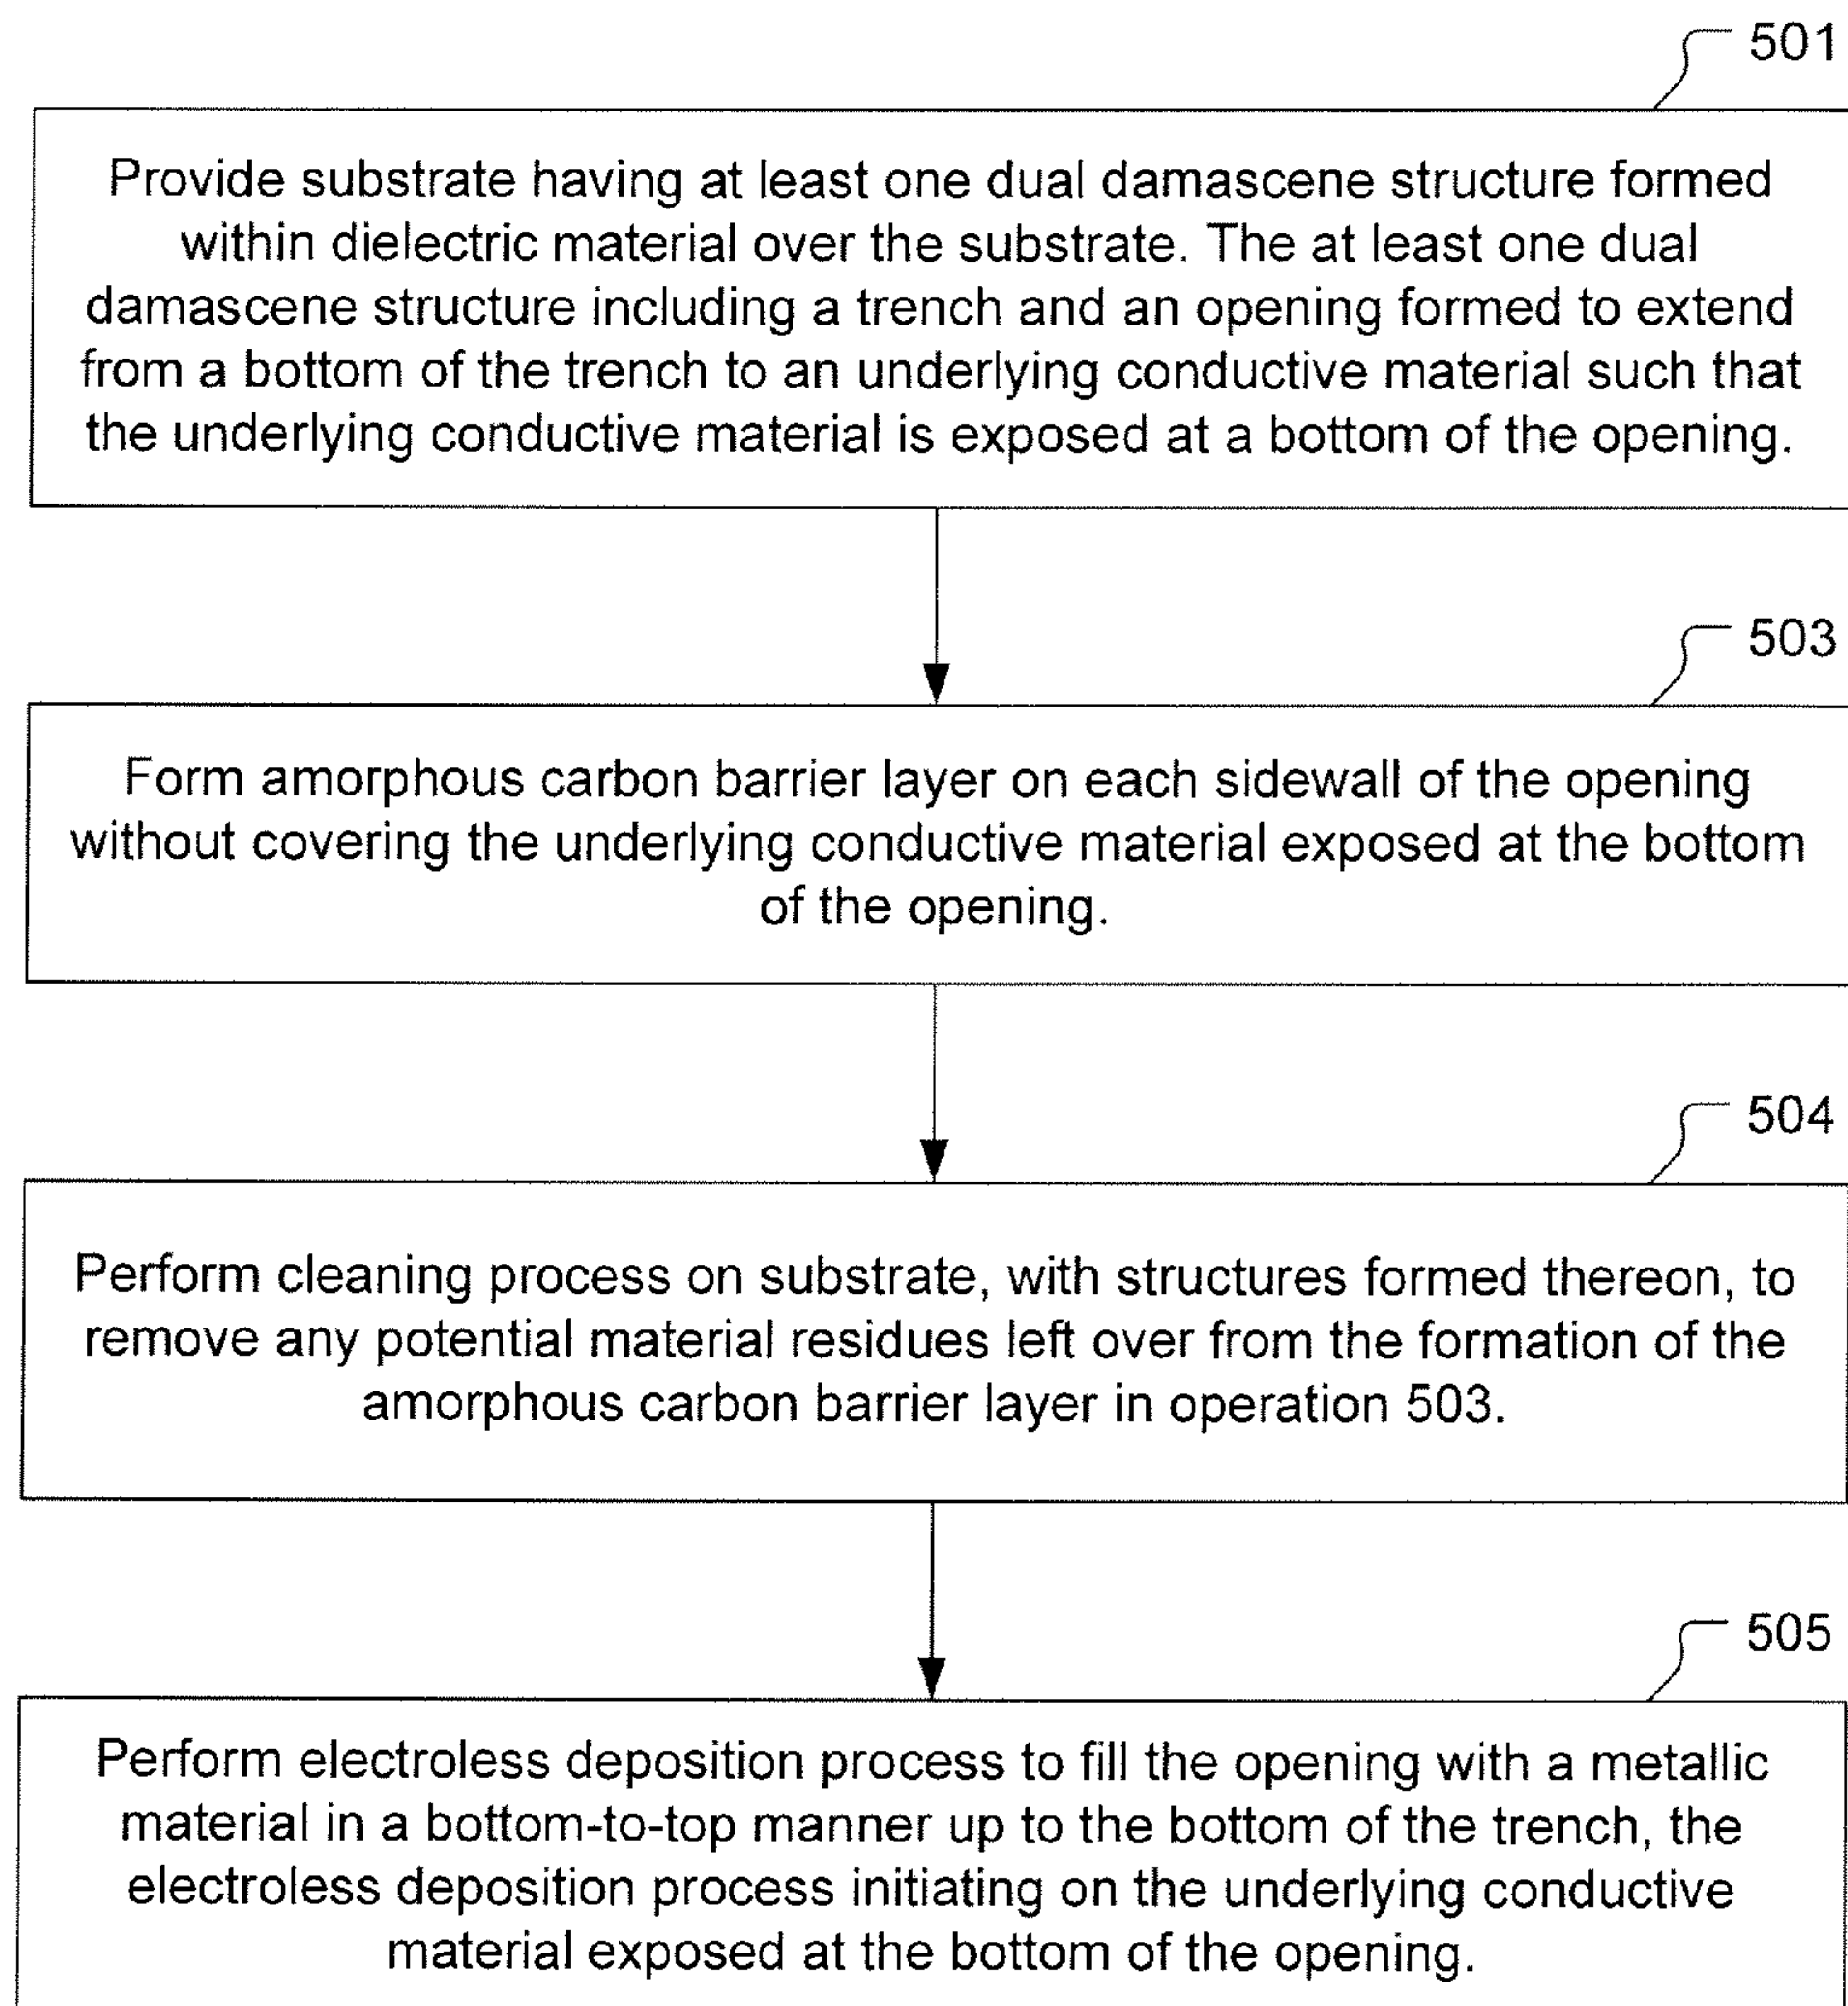 501
Provide substrate having at least one dual damascene structure formed
within dielectric material over the substrate. The at least one dual
damascene structure including a trench and an opening formed to extend
from a bottom of the trench to an underlying conductive material such that
the underlying conductive material is exposed at a bottom of the opening.
503
Form amorphous carbon barrier layer on each sidewall of the opening
without covering the underlying conductive material exposed at the bottom
of the opening.
504
Perform cleaning process on substrate, with structures formed thereon, to
remove any potential material residues left over from the formation of the
amorphous carbon barrier layer in operation 503.
505
Perform electroless deposition process to fill the opening with a metallic
material in a bottom-to-top manner up to the bottom of the trench, the
electroless deposition process initiating on the underlying conductive
material exposed at the bottom of the opening.